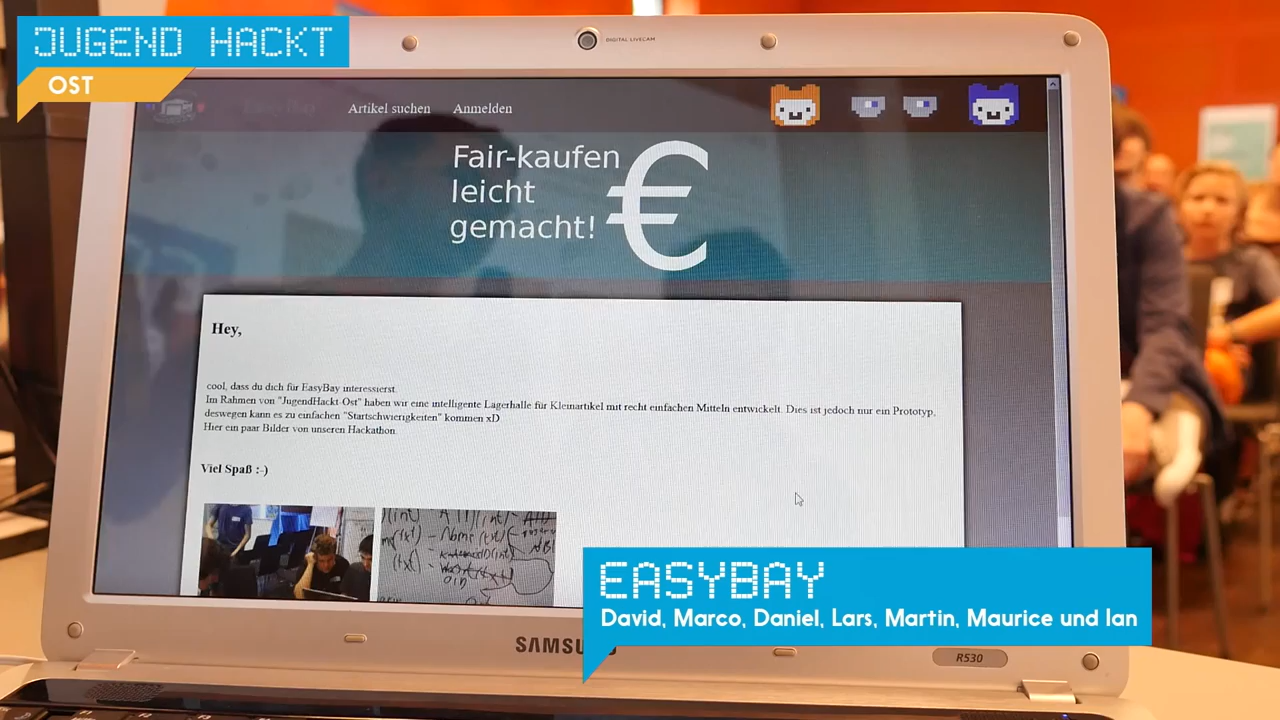 JUGEND HACKT
OST
DIGITAL LIVECAM
Artikel suchen Anmelden
Fair-kaufen
leicht
gemacht!
€
Hey,
cool, dass du dich für EasyBay interessierst.
Im Rahmen von "JugendHackt-Ost" haben wir eine intelligente Lagerhalle für Kleinartikel mit recht einfachen Mitteln entwickelt. Dies ist jedoch nur ein Prototyp,
deswegen kann es zu einfachen "Startschwierigkeiten" kommen xD
Hier ein paar Bilder von unseren Hackathon.
Viel Spaß :-)
EASYBAY
David, Marco, Daniel, Lars, Martin, Maurice und Ian
R530